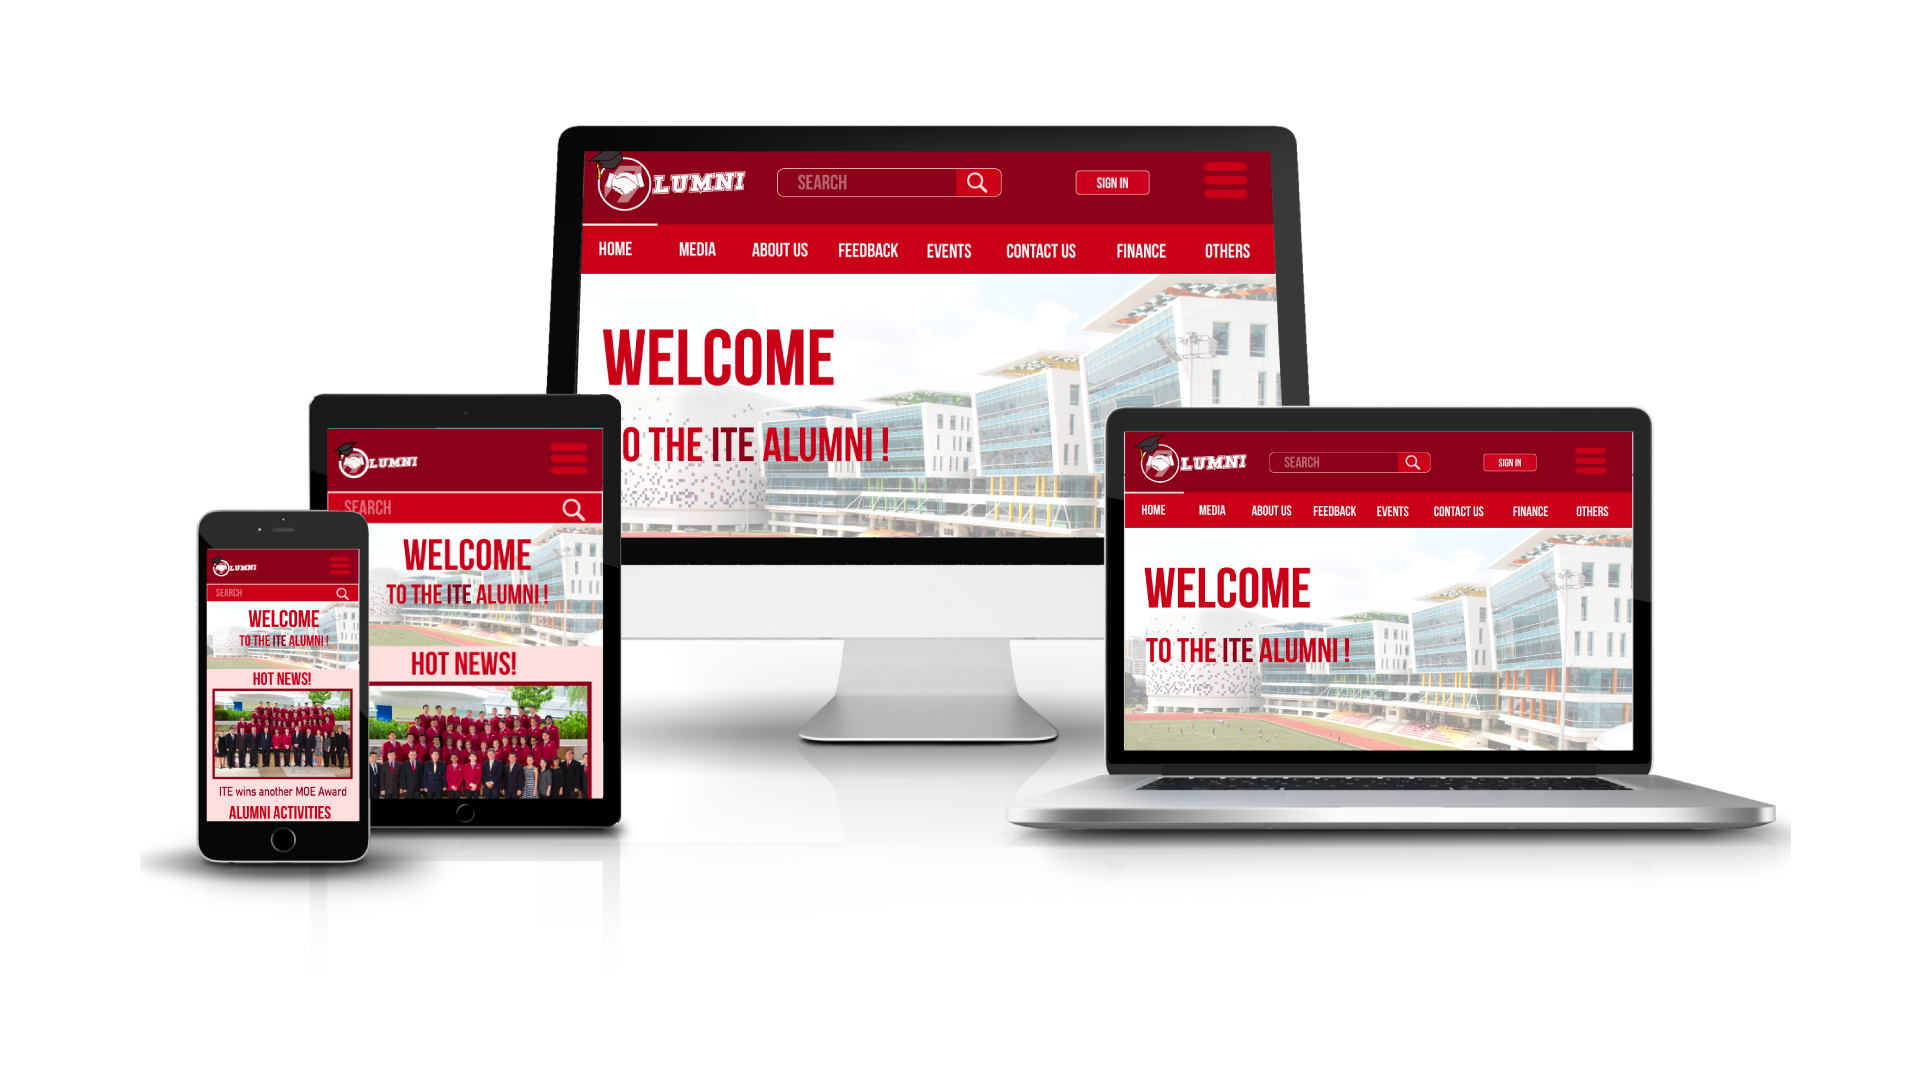 LUMNI
SEARCH
SIGN IN
HOME MEDIA ABOUT US FEEDBACK EVENTS CONTACT US FINANCE OTHERS
WELCOME
O THE ITE ALUMNI !
LUMNI
SEARCH
WELCOME
TO THE ITE ALUMNI !
HOT NEWS!
LUMNI
SEARCH
WELCOME
TO THE ITE ALUMNI !
HOT NEWS!
ITE wins another MOE Award
ALUMNI ACTIVITIES
LUMNI
SEARCH
SIGN IN
HOME MEDIA ABOUT US FEEDBACK EVENTS CONTACT US FINANCE OTHERS
WELCOME
TO THE ITE ALUMNI !